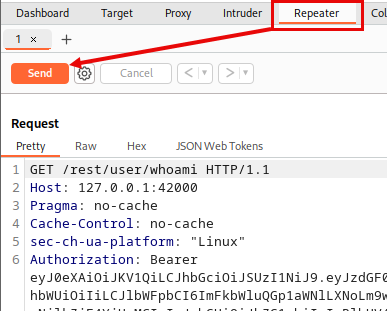 Dashboard Target Proxy Intruder Repeater Col
1 × +
Send Cancel < >
Request
Pretty Raw Hex JSON Web Tokens
1 GET /rest/user/whoami HTTP/1.1
2 Host: 127.0.0.1:42000
3 Pragma: no-cache
4 Cache-Control: no-cache
5 sec-ch-ua-platform: "Linux"
6 Authorization: Bearer
eyJ0eXAiOiJKV1QiLCJhbGciOiJSUzI1NiJ9.eyJzdGF0
hbWUiOiIiLCJlbWFpbCI6ImFkbWluQGp1aWNlLXNoLm9w